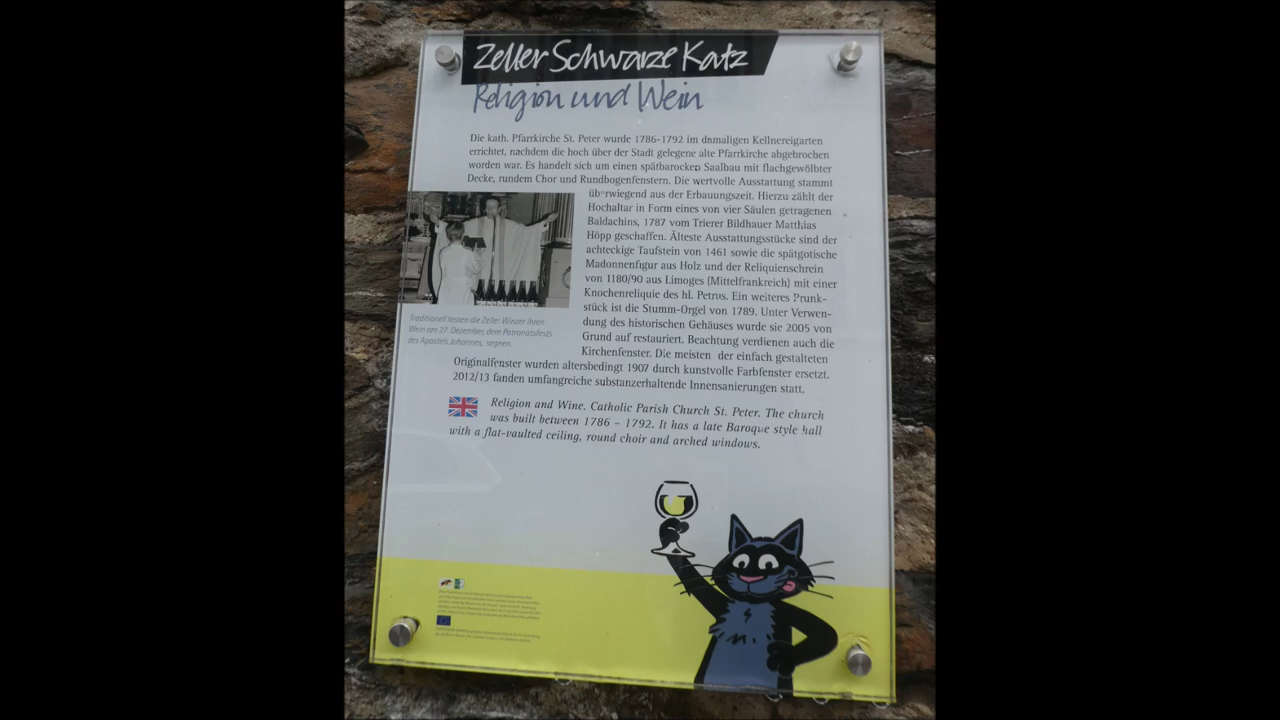 Zeller Schwarze Katz
Religion und Wein
Die kath. Pfarrkirche St. Peter wurde 1786-1792 im damaligen Kellnereigarten
errichtet, nachdem die hoch über der Stadt gelegene alte Pfarrkirche abgebrochen
worden war. Es handelt sich um einen spätbarocken Saalbau mit flachgewölbter
Decke, rundem Chor und Rundbogenfenstern. Die wertvolle Ausstattung stammt
überwiegend aus der Erbauungszeit. Hierzu zählt der
Hochaltar in Form eines von vier Säulen getragenen
Baldachins, 1787 vom Trierer Bildhauer Matthias
Höpp geschaffen. Älteste Ausstattungsstücke sind der
achteckige Taufstein von 1461 sowie die spätgotische
Madonnenfigur aus Holz und der Reliquienschrein
von 1180/90 aus Limoges (Mittelfrankreich) mit einer
Knochenreliquie des hl. Petrus. Ein weiteres Prunk-
stück ist die Stumm-Orgel von 1789. Unter Verwen-
dung des historischen Gehäuses wurde sie 2005 von
Grund auf restauriert. Beachtung verdienen auch die
Kirchenfenster. Die meisten der einfach gestalteten
Originalfenster wurden altersbedingt 1907 durch kunstvolle Farbfenster ersetzt.
2012/13 fanden umfangreiche substanzerhaltende Innensanierungen statt.
Traditionell lassen die Zeller Winzer ihren
Wein am 27. Dezember, dem Patronatsfests
des Apostels Johannes, segnen.
Religion and Wine. Catholic Parish Church St. Peter. The church
was built between 1786 – 1792. It has a late Baroque style hall
with a flat-vaulted ceiling, round choir and arched windows.